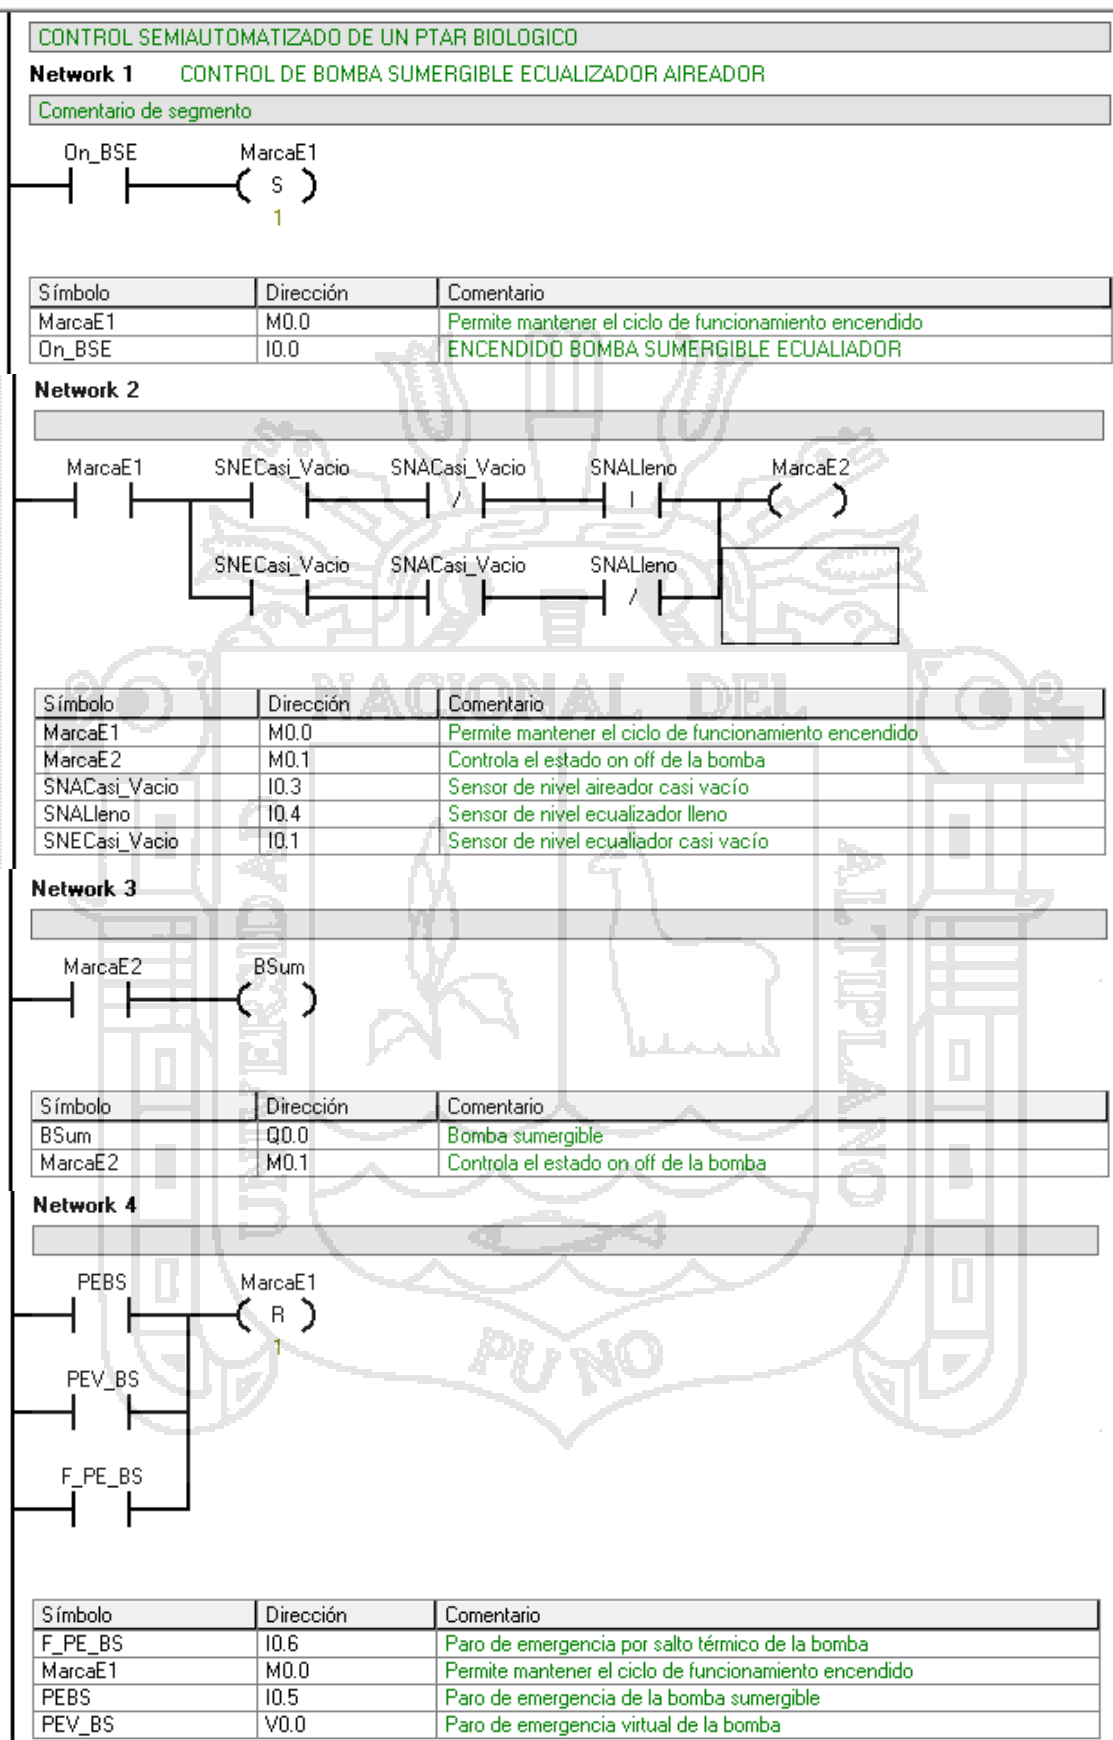 CONTROL SEMIAUTOMATIZADO DE UN PTAR BIOLOGICO
Network 1 CONTROL DE BOMBA SUMERGIBLE ECUALIZADOR AIREADOR
Comentario de segmento
On_BSE MarcaE1
S
1
Símbolo Dirección Comentario
MarcaE1 M0.0 Permite mantener el ciclo de funcionamiento encendido
On_BSE I0.0 ENCENDIDO BOMBA SUMERGIBLE ECUALIADOR
Network 2
MarcaE1 SNECasi_Vacio SNACasi_Vacio SNALleno MarcaE2
/ I
SNECasi_Vacio SNACasi_Vacio SNALleno
/
Símbolo Dirección Comentario
MarcaE1 M0.0 Permite mantener el ciclo de funcionamiento encendido
MarcaE2 M0.1 Controla el estado on off de la bomba
SNACasi_Vacio I0.3 Sensor de nivel aireador casi vacío
SNALleno I0.4 Sensor de nivel ecualizador lleno
SNECasi_Vacio I0.1 Sensor de nivel ecualiador casi vacío
Network 3
MarcaE2 BSum
Símbolo Dirección Comentario
BSum Q0.0 Bomba sumergible
MarcaE2 M0.1 Controla el estado on off de la bomba
Network 4
PEBS MarcaE1
R
1
PEV_BS
F_PE_BS
Símbolo Dirección Comentario
F_PE_BS I0.6 Paro de emergencia por salto térmico de la bomba
MarcaE1 M0.0 Permite mantener el ciclo de funcionamiento encendido
PEBS I0.5 Paro de emergencia de la bomba sumergible
PEV_BS V0.0 Paro de emergencia virtual de la bomba
UNIVERSIDAD
NACIONAL DEL
ALTIPLANO
PUNO